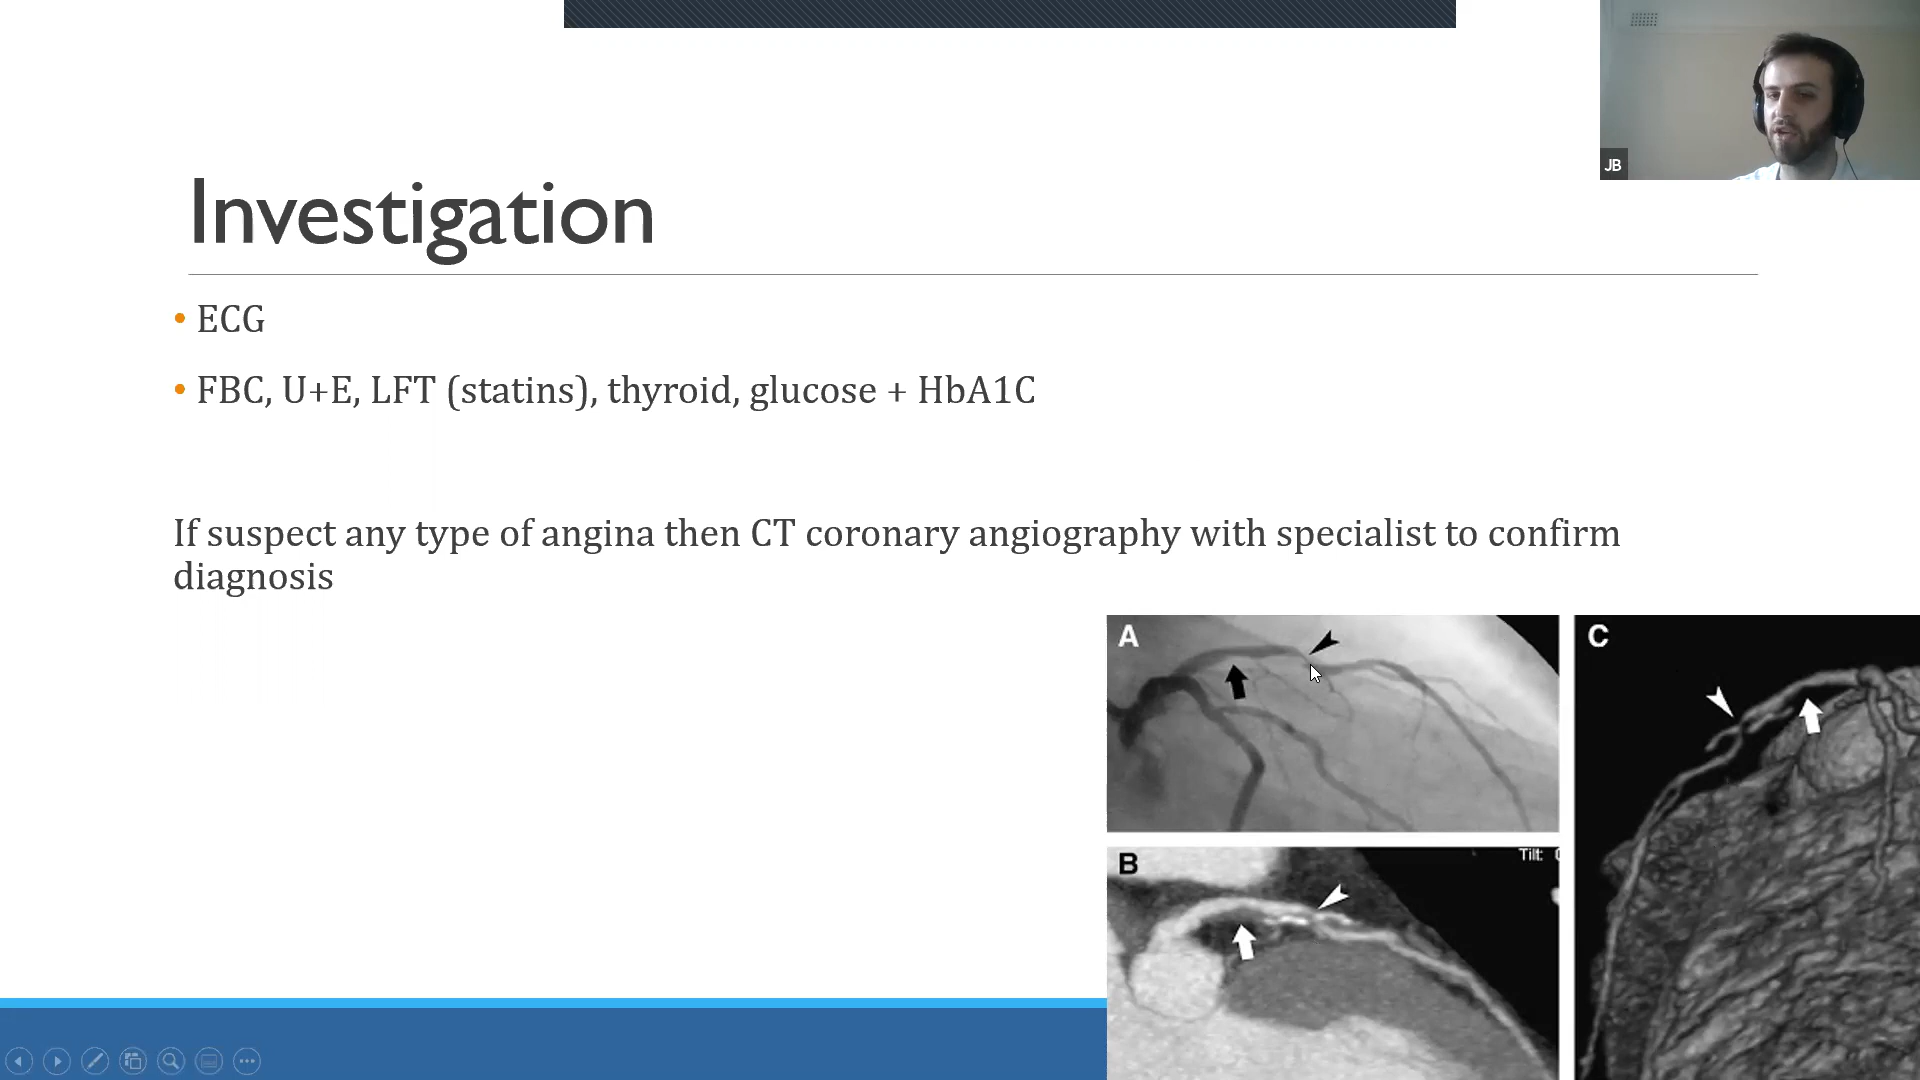 JB
Investigation
• ECG
• FBC, U+E, LFT (statins), thyroid, glucose + HbA1C
If suspect any type of angina then CT coronary angiography with specialist to confirm
diagnosis
A
C
B
Tilt: